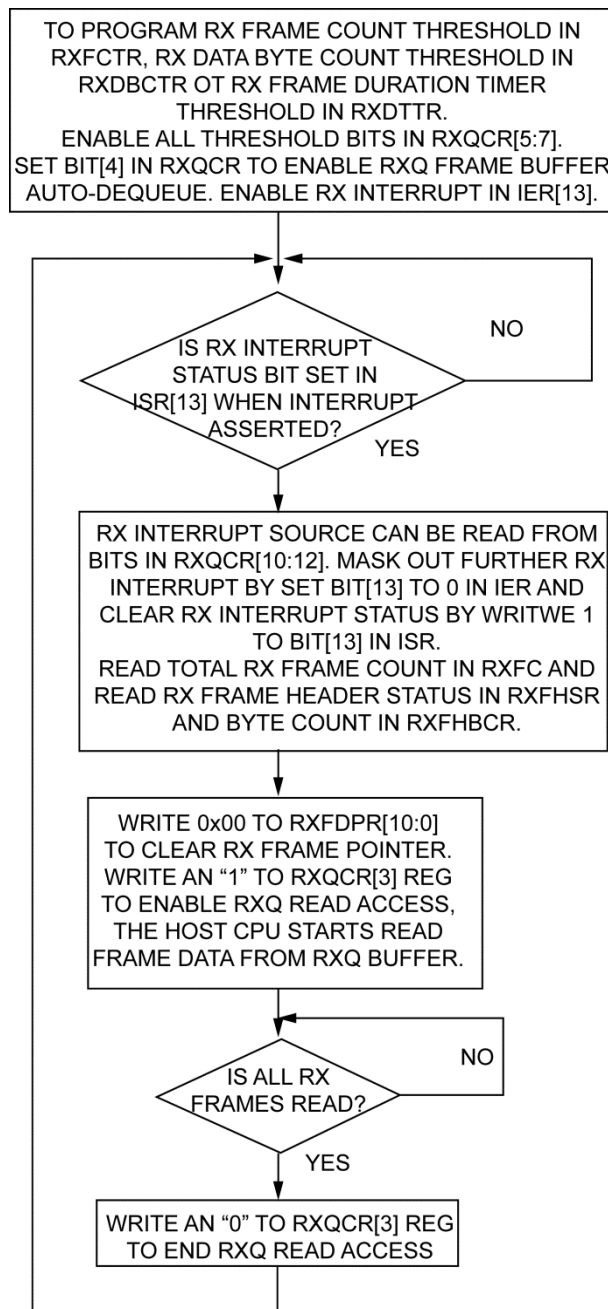 TO PROGRAM RX FRAME COUNT THRESHOLD IN
RXFCTR, RX DATA BYTE COUNT THRESHOLD IN
RXDBCTR OT RX FRAME DURATION TIMER
THRESHOLD IN RXDTTR.
ENABLE ALL THRESHOLD BITS IN RXQCR[5:7].
SET BIT[4] IN RXQCR TO ENABLE RXQ FRAME BUFFER
AUTO-DEQUEUE. ENABLE RX INTERRUPT IN IER[13].
NO
IS RX INTERRUPT
STATUS BIT SET IN
ISR[13] WHEN INTERRUPT
ASSERTED?
YES
RX INTERRUPT SOURCE CAN BE READ FROM
BITS IN RXQCR[10:12]. MASK OUT FURTHER RX
INTERRUPT BY SET BIT[13] TO 0 IN IER AND
CLEAR RX INTERRUPT STATUS BY WRITWE 1
TO BIT[13] IN ISR.
READ TOTAL RX FRAME COUNT IN RXFC AND
READ RX FRAME HEADER STATUS IN RXFHSR
AND BYTE COUNT IN RXFHBCR.
WRITE 0x00 TO RXFDPR[10:0]
TO CLEAR RX FRAME POINTER.
WRITE AN “1” TO RXQCR[3] REG
TO ENABLE RXQ READ ACCESS,
THE HOST CPU STARTS READ
FRAME DATA FROM RXQ BUFFER.
NO
IS ALL RX
FRAMES READ?
YES
WRITE AN “0” TO RXQCR[3] REG
TO END RXQ READ ACCESS